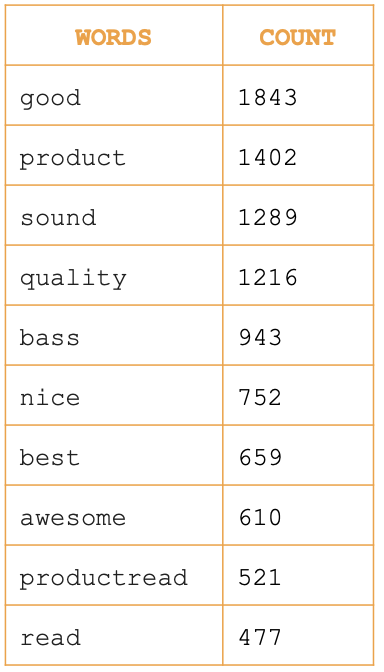 WORDS COUNT
good 1843
product 1402
sound 1289
quality 1216
bass 943
nice 752
best 659
awesome 610
productread 521
read 477